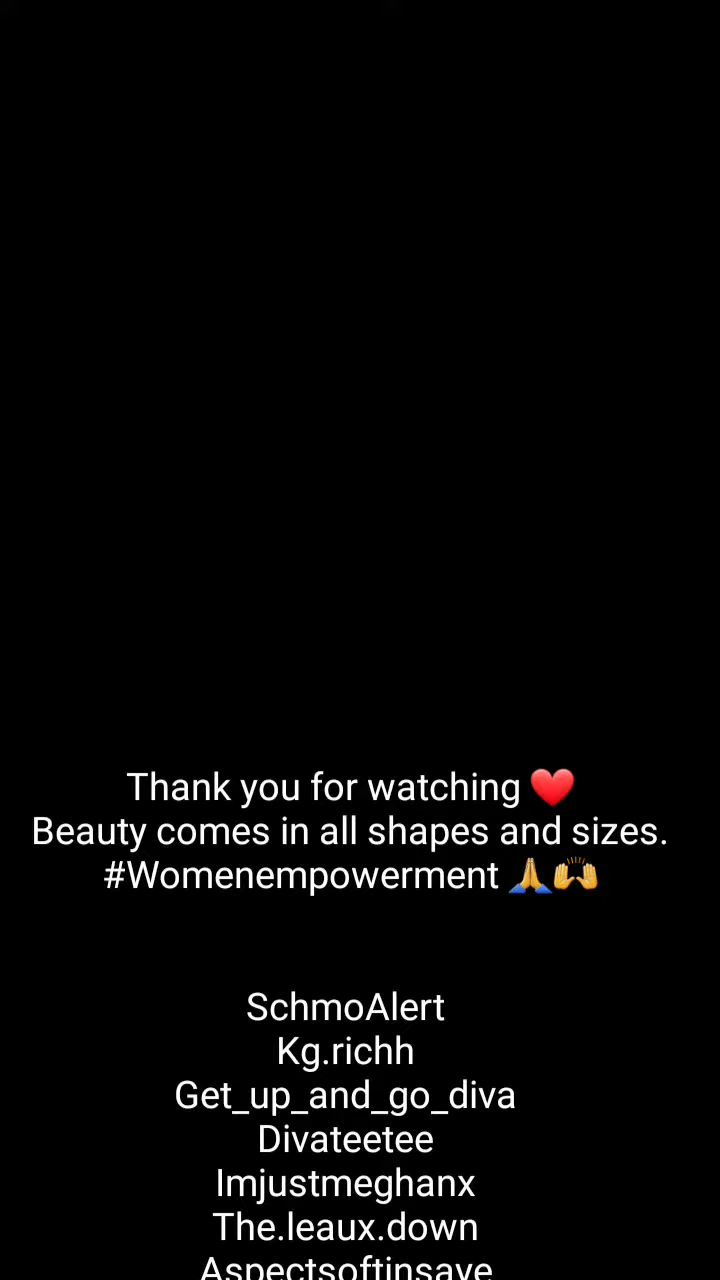 Thank you for watching ❤️
Beauty comes in all shapes and sizes.
#Womenempowerment 🙏🙌
SchmoAlert
Kg.richh
Get_up_and_go_diva
Divateetee
Imjustmeghanx
The.leaux.down
Aspectsoftinsaye